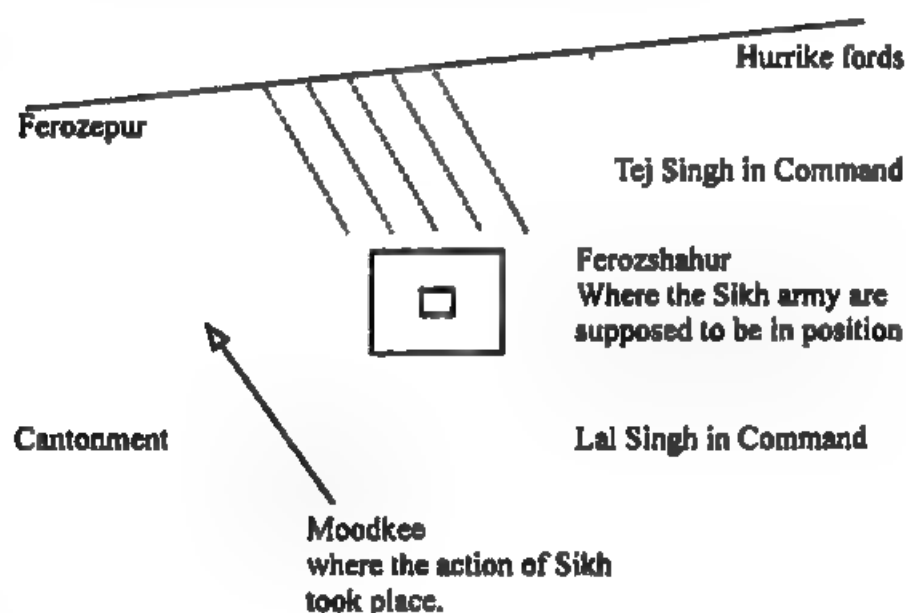 Hurrike fords
Ferozepur
Tej Singh in Command
Ferozshahur
Where the Sikh army are
supposed to be in position
Cantonment
Lal Singh in Command
Moodkee
where the action of Sikh
took place.